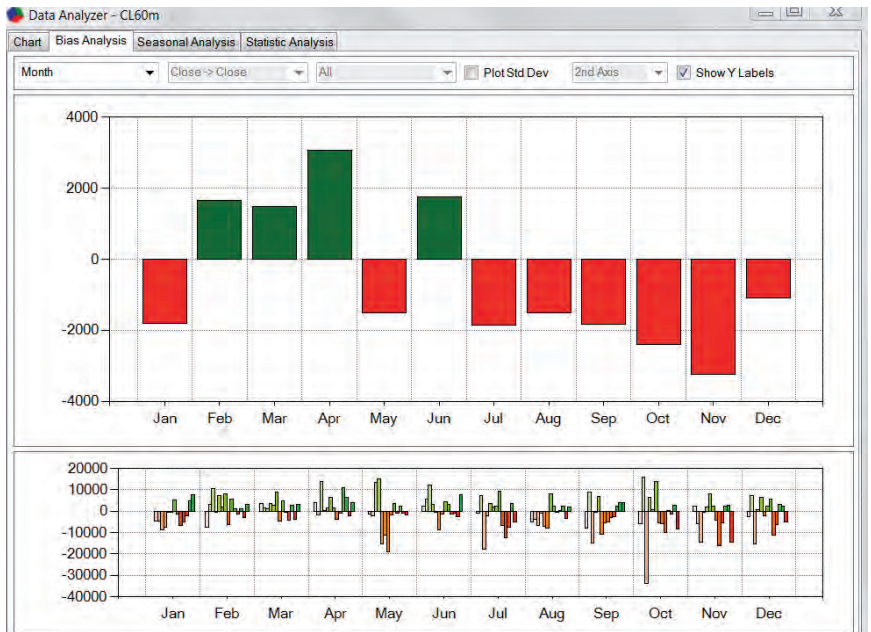 Data Analyzer - CL60m
Chart Bias Analysis Seasonal Analysis Statistic Analysis
Month Close -> Close All Plot Std Dev 2nd Axis Show Y Labels
4000
2000
0
-2000
-4000
Jan Feb Mar Apr May Jun Jul Aug Sep Oct Nov Dec
20000
10000
0
-10000
-20000
-30000
-40000
Jan Feb Mar Apr May Jun Jul Aug Sep Oct Nov Dec